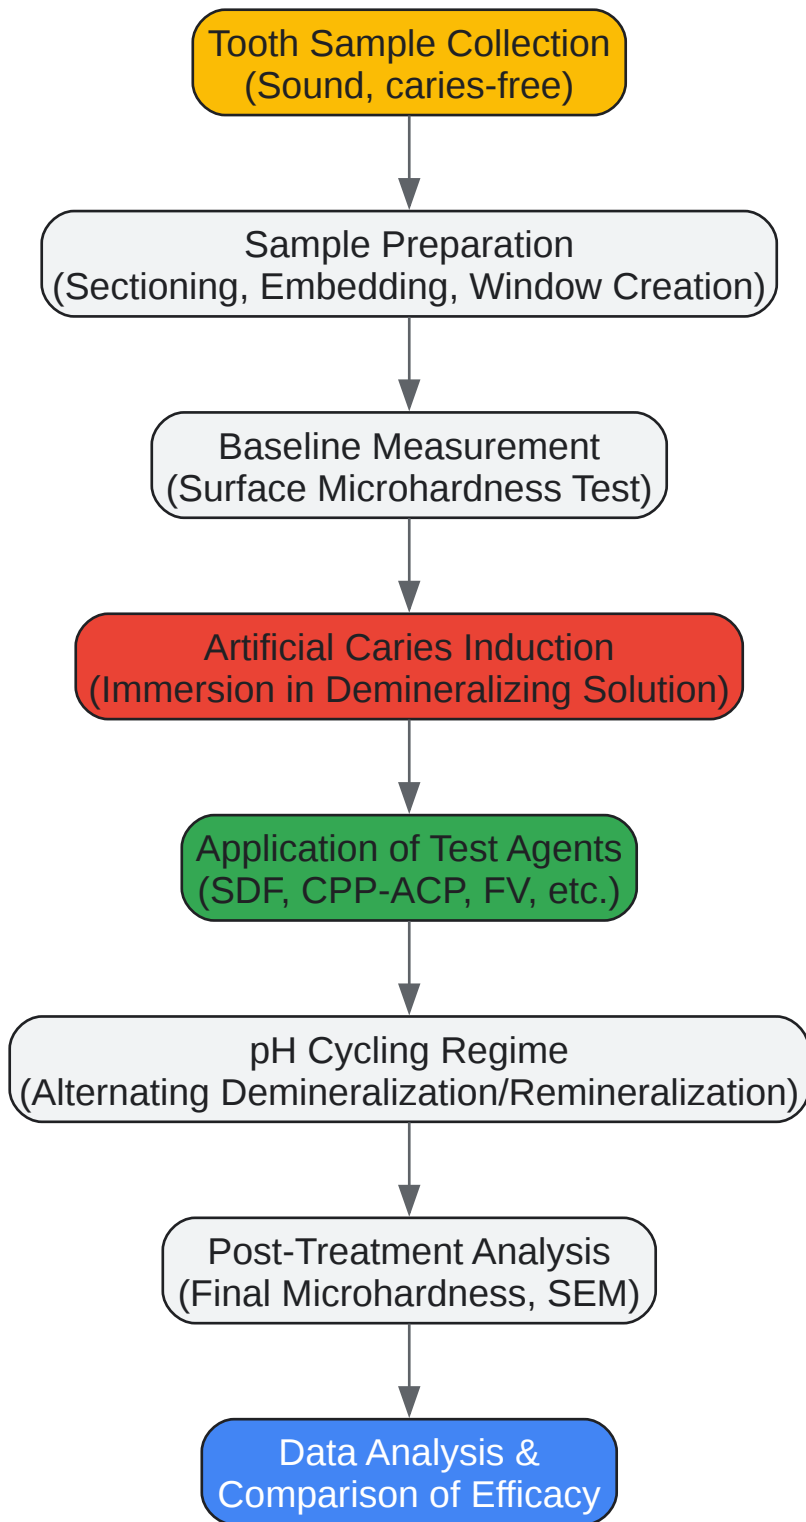 Tooth Sample Collection
(Sound, caries-free)
Sample Preparation
(Sectioning, Embedding, Window Creation)
Baseline Measurement
(Surface Microhardness Test)
Artificial Caries Induction
(Immersion in Demineralizing Solution)
Application of Test Agents
(SDF, CPP-ACP, FV, etc.)
pH Cycling Regime
(Alternating Demineralization/Remineralization)
Post-Treatment Analysis
(Final Microhardness, SEM)
Data Analysis &
Comparison of Efficacy